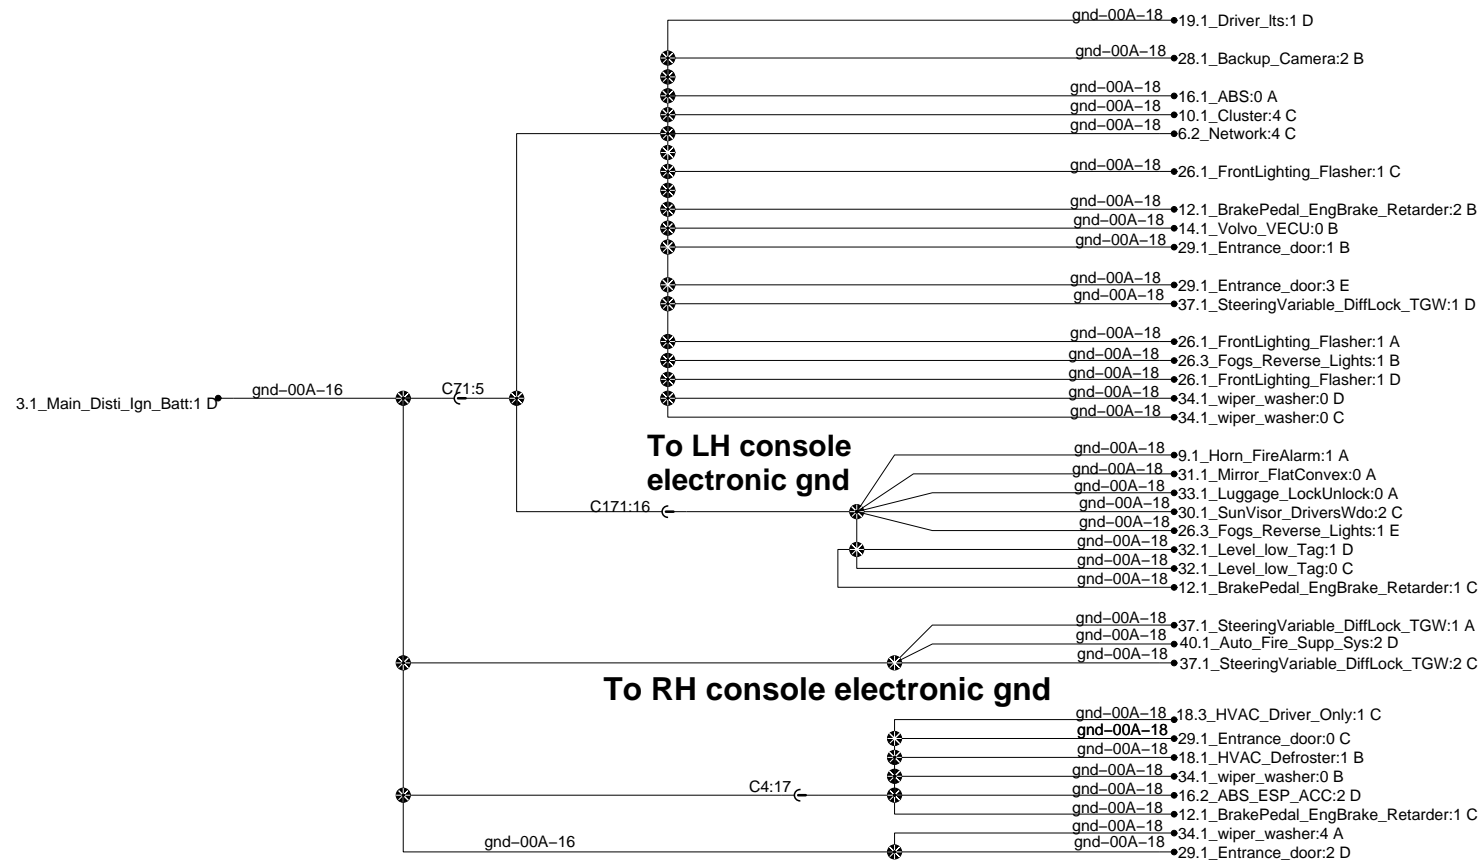 gnd−00A−18
19.1_Driver_lts:1 D
gnd−00A−18
28.1_Backup_Camera:2 B
gnd−00A−18
16.1_ABS:0 A
gnd−00A−18
10.1_Cluster:4 C
gnd−00A−18
6.2_Network:4 C
gnd−00A−18
26.1_FrontLighting_Flasher:1 C
gnd−00A−18
12.1_BrakePedal_EngBrake_Retarder:2 B
gnd−00A−18
14.1_Volvo_VECU:0 B
gnd−00A−18
29.1_Entrance_door:1 B
gnd−00A−18
29.1_Entrance_door:3 E
gnd−00A−18
37.1_SteeringVariable_DiffLock_TGW:1 D
gnd−00A−18
26.1_FrontLighting_Flasher:1 A
gnd−00A−18
26.3_Fogs_Reverse_Lights:1 B
gnd−00A−18
26.1_FrontLighting_Flasher:1 D
3.1_Main_Disti_Ign_Batt:1 D
gnd−00A−16
C71:5
gnd−00A−18
34.1_wiper_washer:0 D
gnd−00A−18
34.1_wiper_washer:0 C
To LH console
electronic gnd
gnd−00A−18
9.1_Horn_FireAlarm:1 A
gnd−00A−18
31.1_Mirror_FlatConvex:0 A
gnd−00A−18
33.1_Luggage_LockUnlock:0 A
C171:16
gnd−00A−18
30.1_SunVisor_DriversWdo:2 C
gnd−00A−18
26.3_Fogs_Reverse_Lights:1 E
gnd−00A−18
32.1_Level_low_Tag:1 D
gnd−00A−18
32.1_Level_low_Tag:0 C
gnd−00A−18
12.1_BrakePedal_EngBrake_Retarder:1 C
gnd−00A−18
37.1_SteeringVariable_DiffLock_TGW:1 A
gnd−00A−18
40.1_Auto_Fire_Supp_Sys:2 D
gnd−00A−18
37.1_SteeringVariable_DiffLock_TGW:2 C
To RH console electronic gnd
gnd−00A−18
18.3_HVAC_Driver_Only:1 C
gnd−00A−18
29.1_Entrance_door:0 C
gnd−00A−18
18.1_HVAC_Defroster:1 B
gnd−00A−18
34.1_wiper_washer:0 B
C4:17
gnd−00A−18
16.2_ABS_ESP_ACC:2 D
gnd−00A−18
12.1_BrakePedal_EngBrake_Retarder:1 C
gnd−00A−18
34.1_wiper_washer:4 A
gnd−00A−16
gnd−00A−18
29.1_Entrance_door:2 D